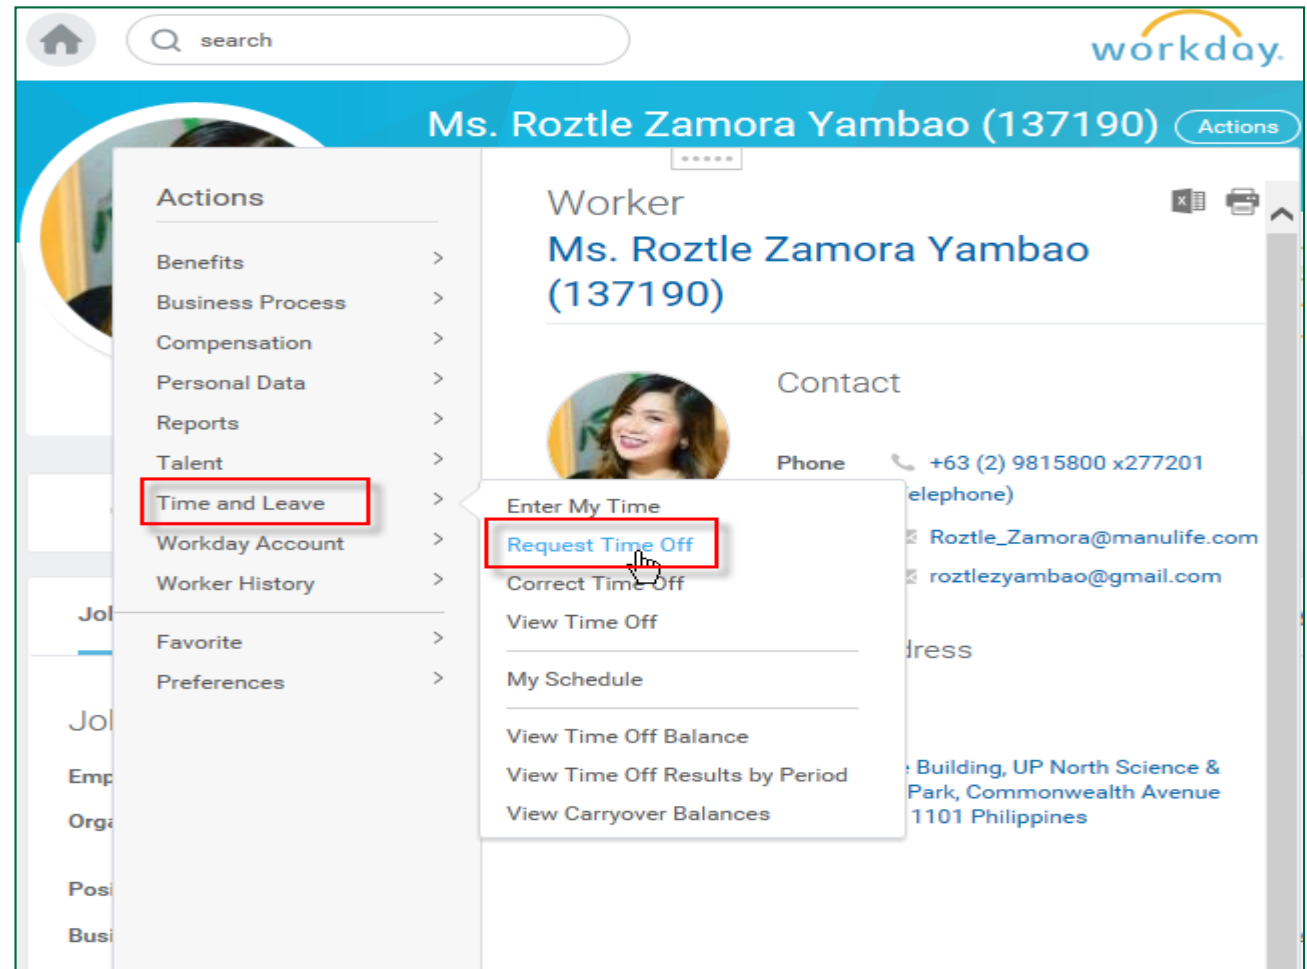 search
workday.
Ms. Roztle Zamora Yambao (137190)
Actions
Actions
Benefits
Business Process
Compensation
Personal Data
Reports
Talent
Time and Leave
Workday Account
Worker History
Favorite
Preferences
Worker
Ms. Roztle Zamora Yambao
(137190)
Contact
Phone
+63 (2) 9815800 x277201
elephone)
Roztle_Zamora@manulife.com
roztlezyambao@gmail.com
dress
Building, UP North Science &
Park, Commonwealth Avenue
1101 Philippines
Enter My Time
Request Time Off
Correct Time Off
View Time Off
My Schedule
View Time Off Balance
View Time Off Results by Period
View Carryover Balances
Jol
Jol
Emp
Orga
Posi
Busi